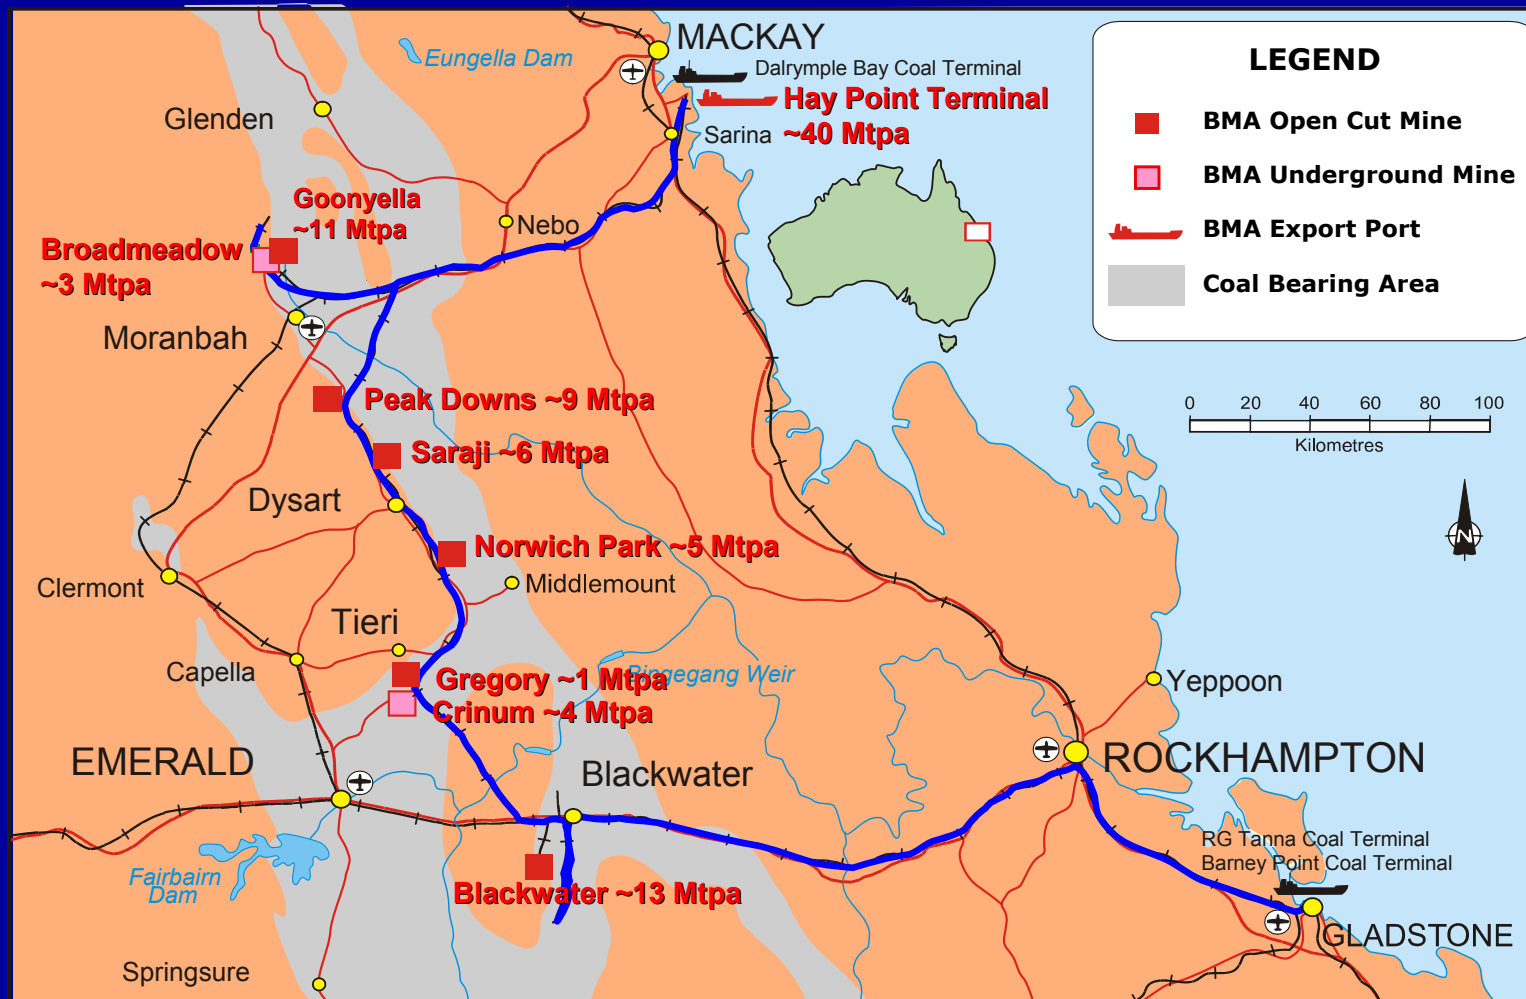 MACKAY
Eungella Dam
Dalrymple Bay Coal Terminal
Hay Point Terminal
~40 Mtpa
Sarina
Glenden
Goonyella
~11 Mtpa
Nebo
Broadmeadow
~3 Mtpa
Moranbah
Peak Downs ~9 Mtpa
Saraji ~6 Mtpa
Dysart
Norwich Park ~5 Mtpa
Middlemount
Clermont
Tieri
Capella
Gregory ~1 Mtpa
Bingegang Weir
Crinum ~4 Mtpa
Yeppoon
EMERALD
Blackwater
ROCKHAMPTON
Fairbairn
Dam
Blackwater ~13 Mtpa
RG Tanna Coal Terminal
Barney Point Coal Terminal
GLADSTONE
Springsure
LEGEND
BMA Open Cut Mine
BMA Underground Mine
BMA Export Port
Coal Bearing Area
0 20 40 60 80 100
Kilometres
N